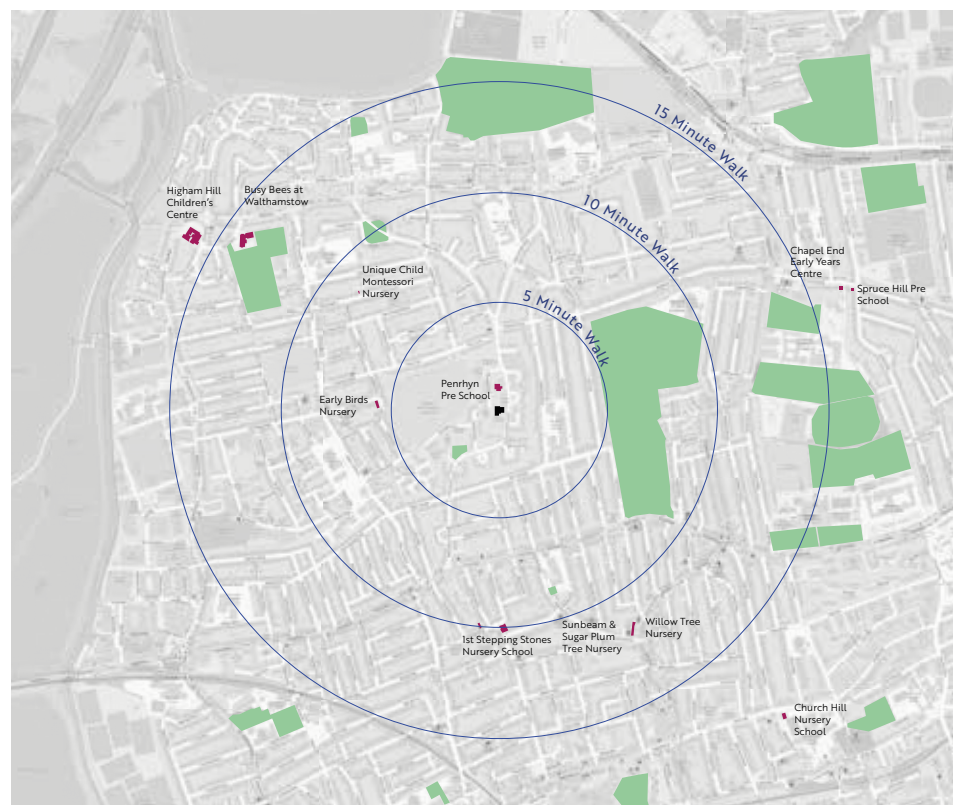 15 Minute Walk
Higham Hill
Children's
Centre
Busy Bees at
Walthamstow
10 Minute Walk
Chapel End
Early Years
Centre
Unique Child
Montessori
Nursery
Spruce Hill Pre
School
5 Minute Walk
Penrhyn
Pre School
Early Birds
Nursery
1st Stepping Stones
Nursery School
Sunbeam &
Sugar Plum
Tree Nursery
Willow Tree
Nursery
Church Hill
Nursery
School